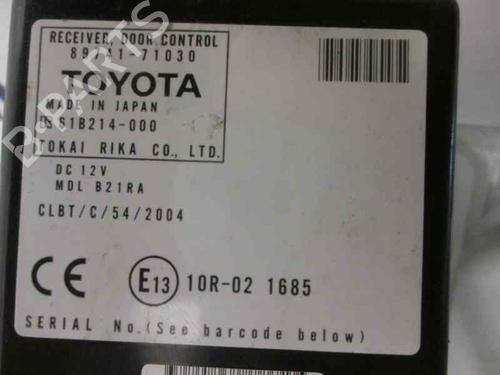 RECEIVER, DOOR CONTROL
89741-71030
TOYOTA
MADE IN JAPAN
61B214-000
TOKAI RIKA CO., LTD.
DC 12V
MDL B21RA
CLBT/C/54/2004
CE E13 10R-02 1685
SERIAL No.(See barcode below)
B-PARTS